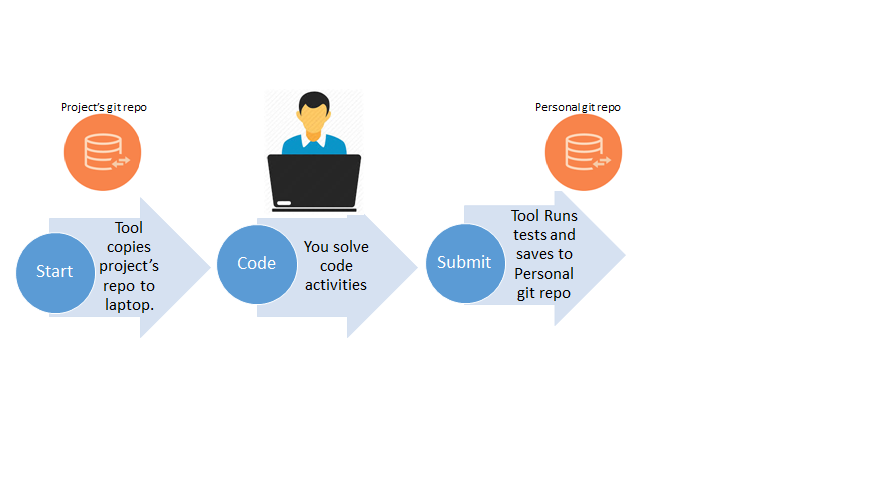 Project's git repo
Personal git repo
Start
Tool
copies
project's
repo to
laptop.
Code
You solve
code
activities
Submit
Tool Runs
tests and
saves to
Personal
git repo